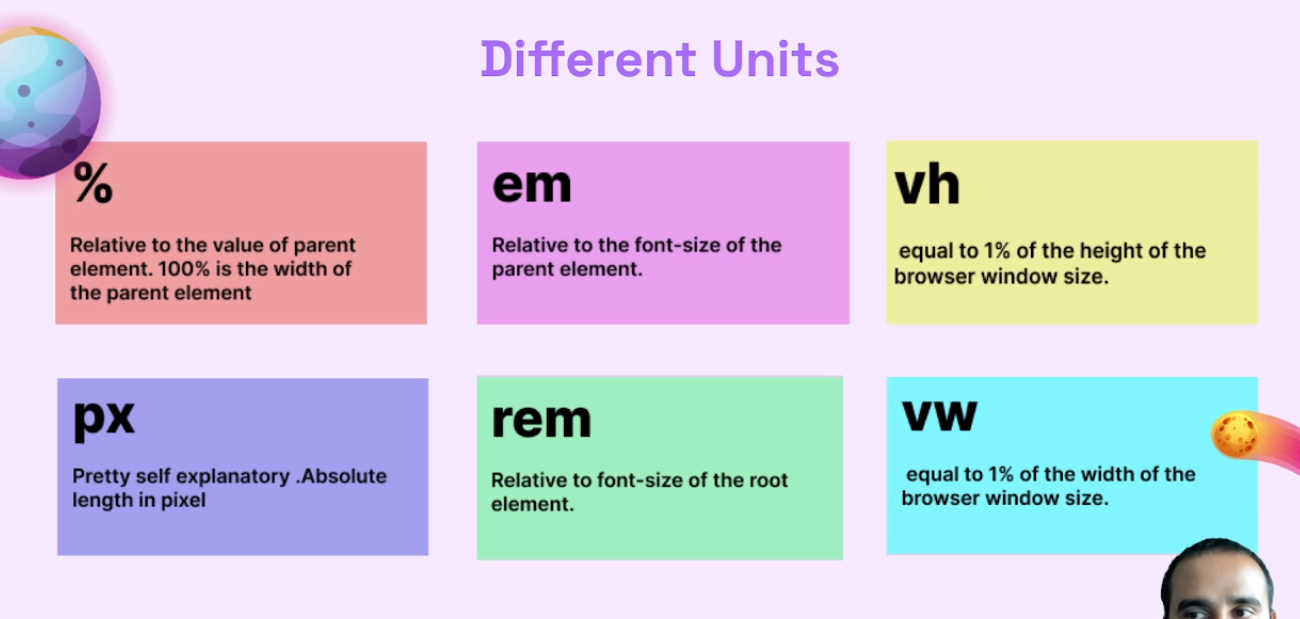 Different Units
%
Relative to the value of parent
element. 100% is the width of
the parent element
em
Relative to the font-size of the
parent element.
vh
equal to 1% of the height of the
browser window size.
px
Pretty self explanatory .Absolute
length in pixel
rem
Relative to font-size of the root
element.
vw
equal to 1% of the width of the
browser window size.